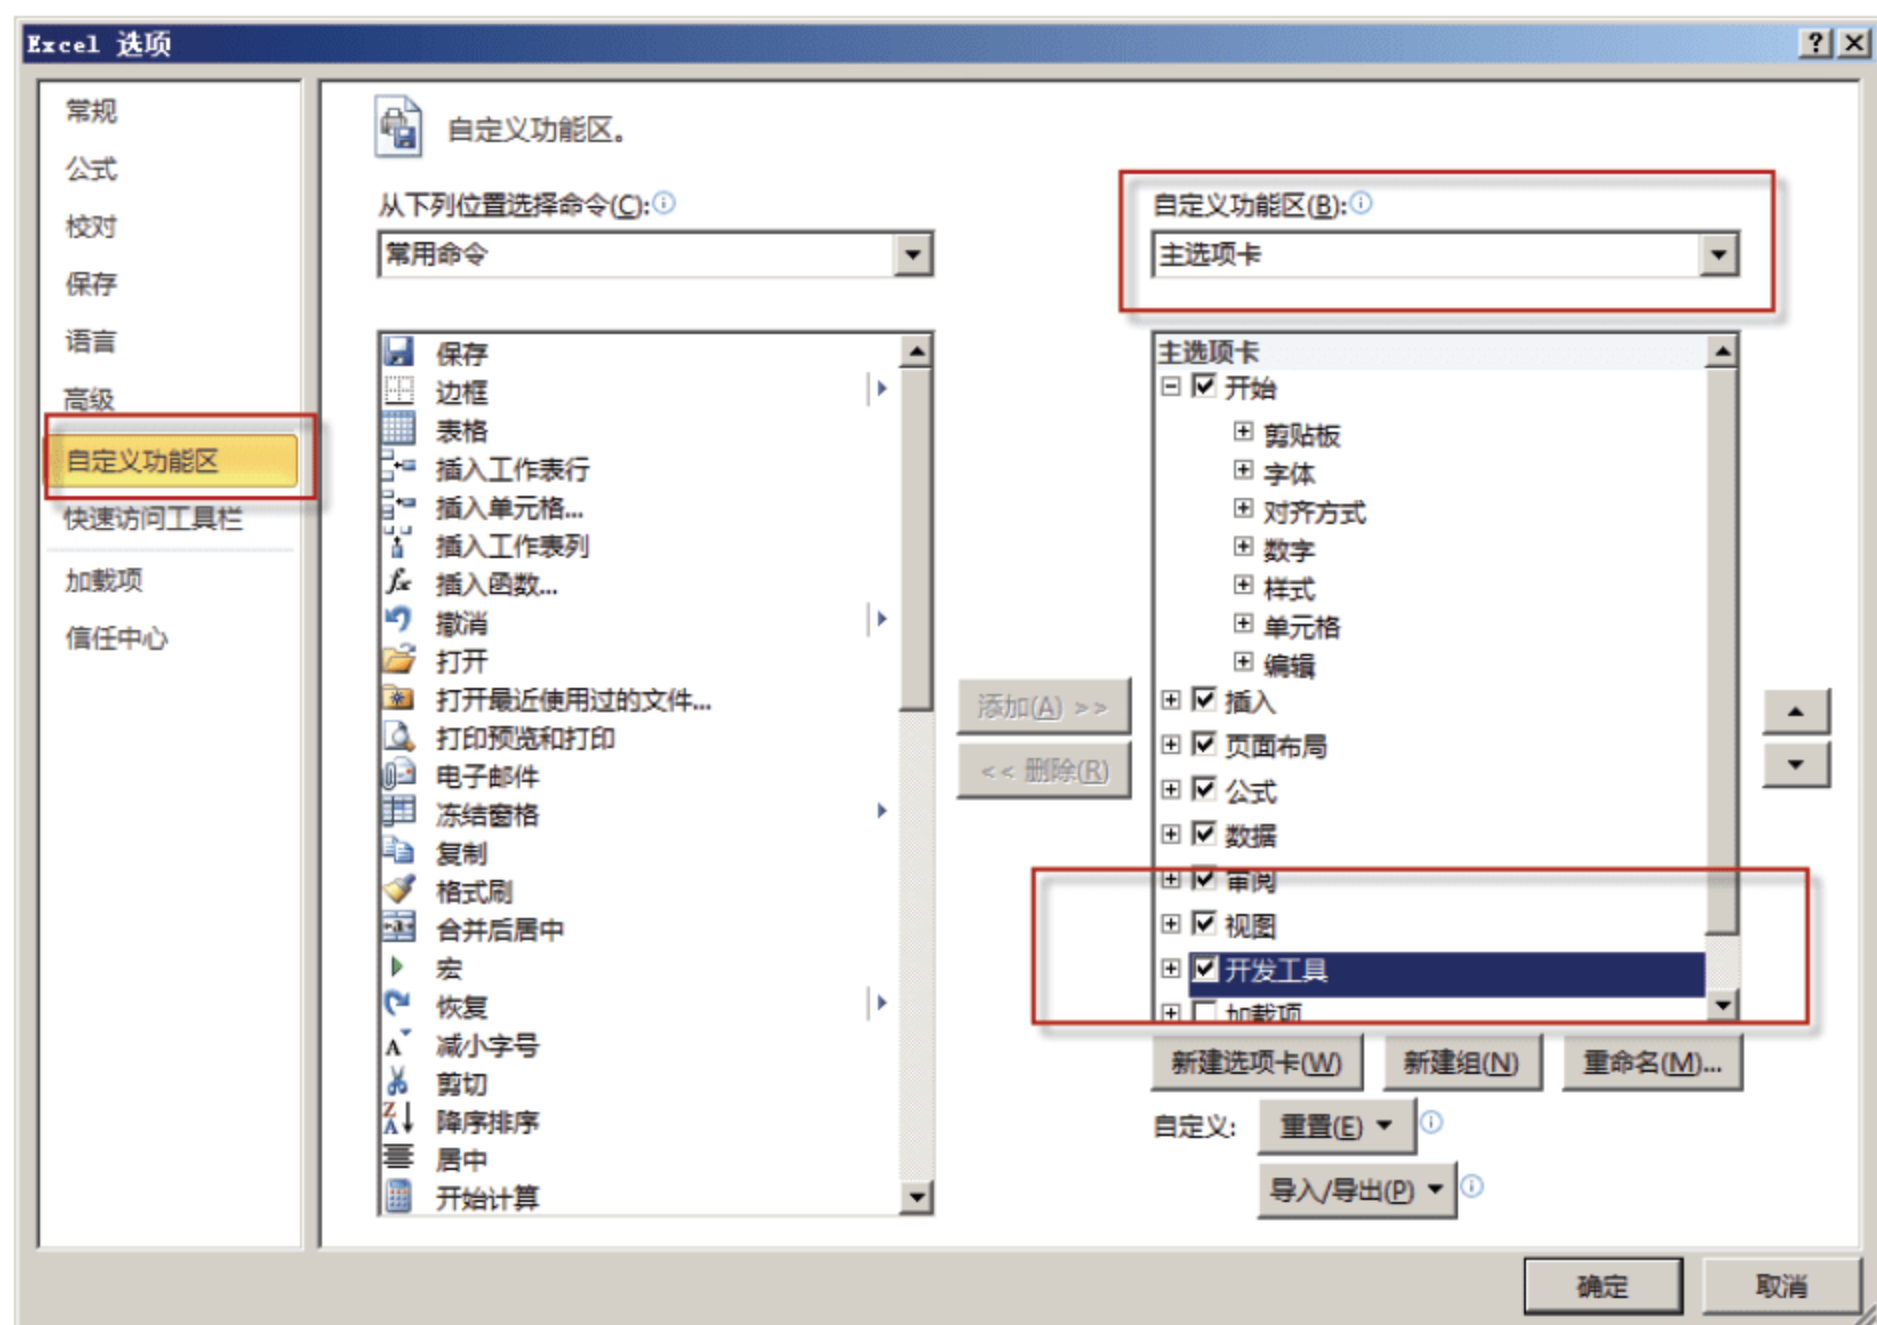 Excel 选项
常规
公式
校对
保存
语言
高级
自定义功能区
快速访问工具栏
加载项
信任中心
自定义功能区。
从下列位置选择命令(C):
常用命令
保存
边框
表格
插入工作表行
插入单元格...
插入工作表列
插入函数...
撤消
打开
打开最近使用过的文件...
打印预览和打印
电子邮件
冻结窗格
复制
格式刷
合并后居中
宏
恢复
减小字号
剪切
降序排序
居中
开始计算
添加(A) >>
<< 删除(R)
自定义功能区(B):
主选项卡
主选项卡
开始
剪贴板
字体
对齐方式
数字
样式
单元格
编辑
插入
页面布局
公式
数据
审阅
视图
开发工具
加载项
新建选项卡(W)
新建组(N)
重命名(M)...
自定义:
重置(E)
导入/导出(P)
确定
取消